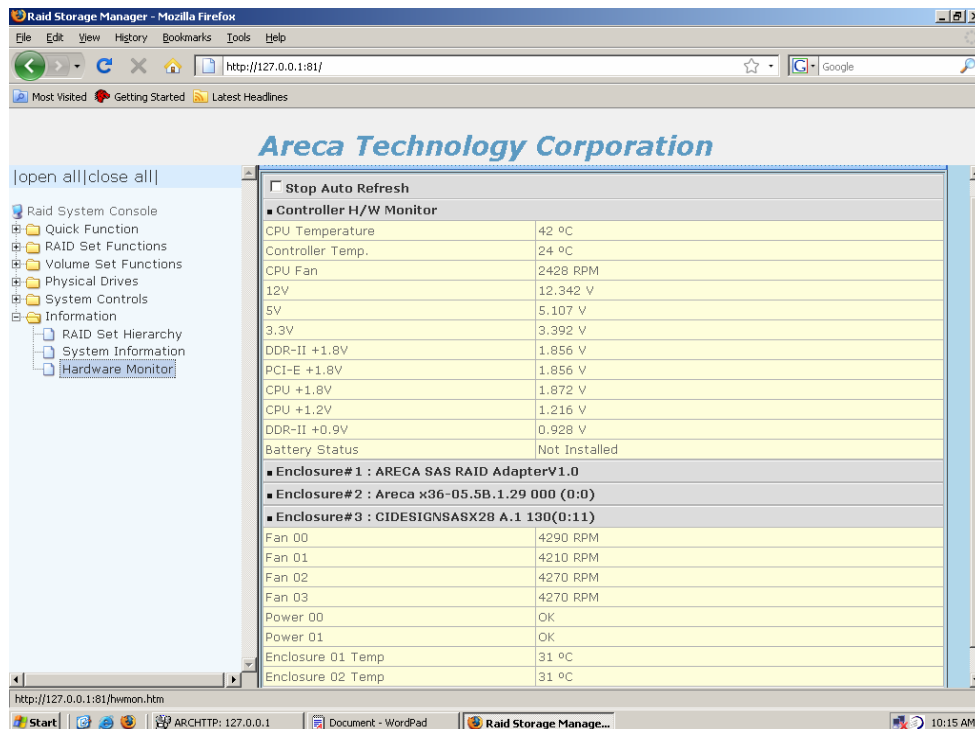 Raid Storage Manager - Mozilla Firefox
File Edit View History Bookmarks Tools Help
http://127.0.0.1:81/
G Google
Most Visited Getting Started Latest Headlines
Areca Technology Corporation
|open all|close all|
Raid System Console
Quick Function
RAID Set Functions
Volume Set Functions
Physical Drives
System Controls
Information
RAID Set Hierarchy
System Information
Hardware Monitor
Stop Auto Refresh
Controller H/W Monitor
CPU Temperature 42 ºC
Controller Temp. 24 ºC
CPU Fan 2428 RPM
12V 12.342 V
5V 5.107 V
3.3V 3.392 V
DDR-II +1.8V 1.856 V
PCI-E +1.8V 1.856 V
CPU +1.8V 1.872 V
CPU +1.2V 1.216 V
DDR-II +0.9V 0.928 V
Battery Status Not Installed
Enclosure#1 : ARECA SAS RAID AdapterV1.0
Enclosure#2 : Areca x36-05.5B.1.29 000 (0:0)
Enclosure#3 : CIDESIGNSASX28 A.1 130(0:11)
Fan 00 4290 RPM
Fan 01 4210 RPM
Fan 02 4270 RPM
Fan 03 4270 RPM
Power 00 OK
Power 01 OK
Enclosure 01 Temp 31 ºC
Enclosure 02 Temp 31 ºC
http://127.0.0.1:81/hwmon.htm
Start ARCHTTP: 127.0.0.1 Document - WordPad Raid Storage Manage... 10:15 AM